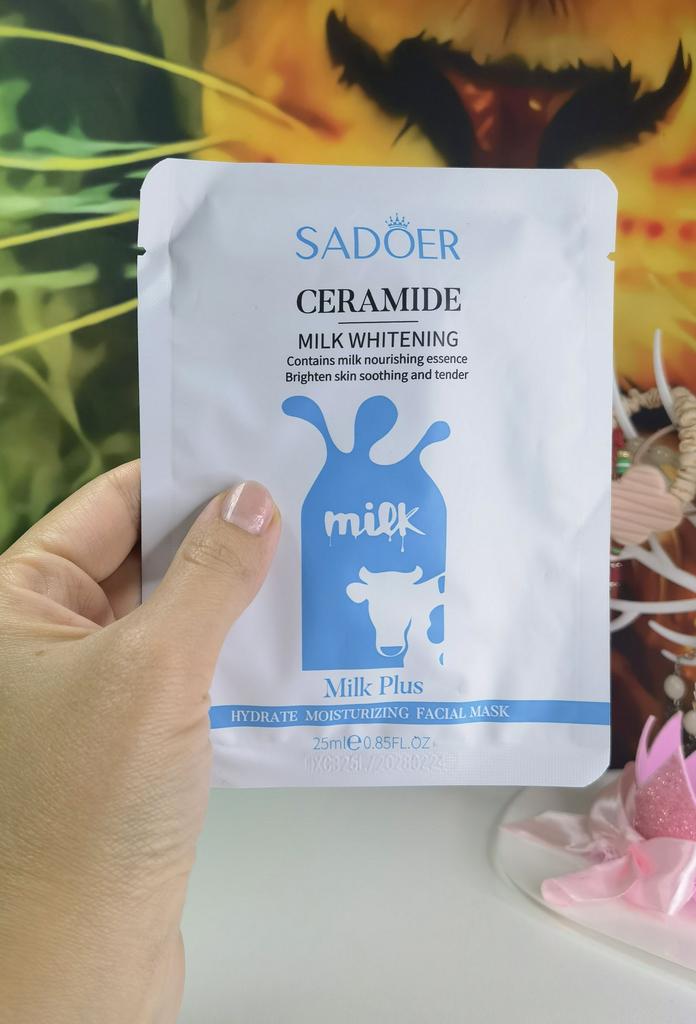 SADOER
CERAMIDE
MILK WHITENING
Contains milk nourishing essence
Brighten skin soothing and tender
milk
Milk Plus
HYDRATE MOISTURIZING FACIAL MASK
25ml℮0.85FL.OZ